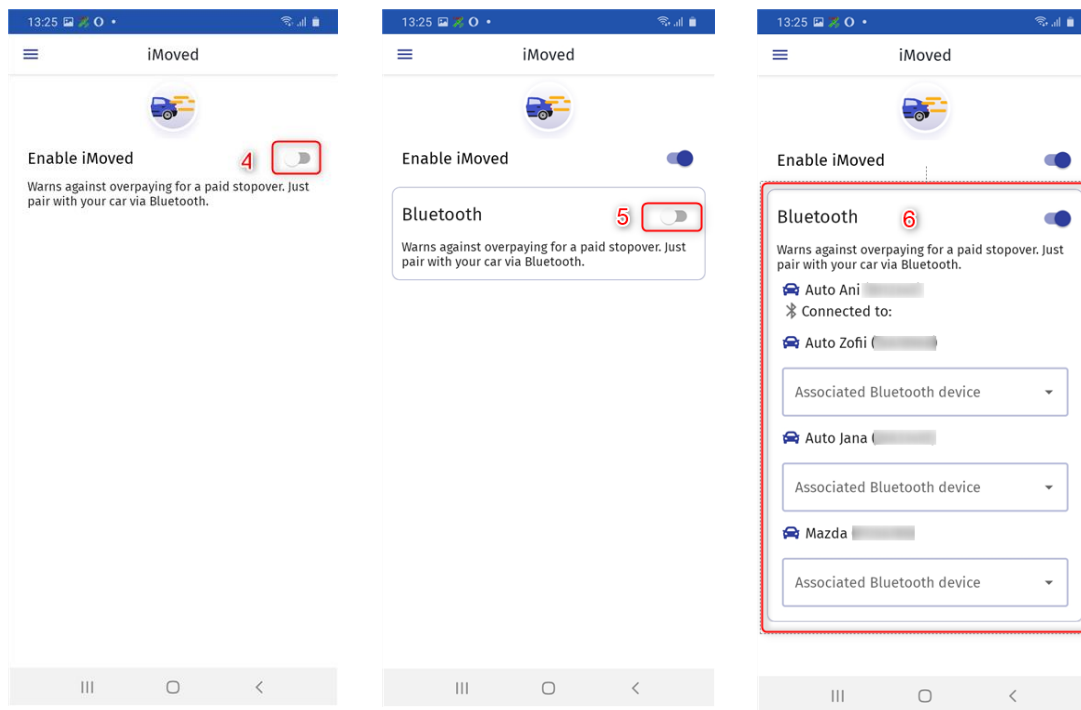 13:25
iMoved
Enable iMoved
4
Warns against overpaying for a paid stopover. Just
pair with your car via Bluetooth.
13:25
iMoved
Enable iMoved
Bluetooth
5
Warns against overpaying for a paid stopover. Just
pair with your car via Bluetooth.
13:25
iMoved
Enable iMoved
Bluetooth
6
Warns against overpaying for a paid stopover. Just
pair with your car via Bluetooth.
Auto Ani
Connected to:
Auto Zofii (
Associated Bluetooth device
Auto Jana (
Associated Bluetooth device
Mazda
Associated Bluetooth device